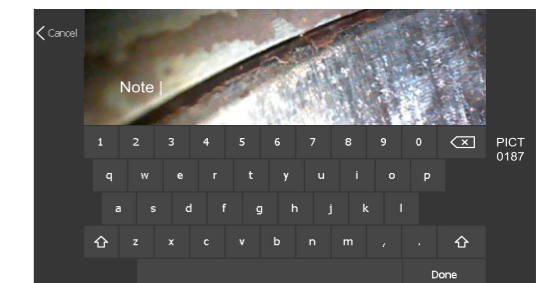 Cancel
Note
1 2 3 4 5 6 7 8 9 0
PICT
0187
q w e r t y u i o p
a s d f g h j k l
z x c v b n m , .
Done